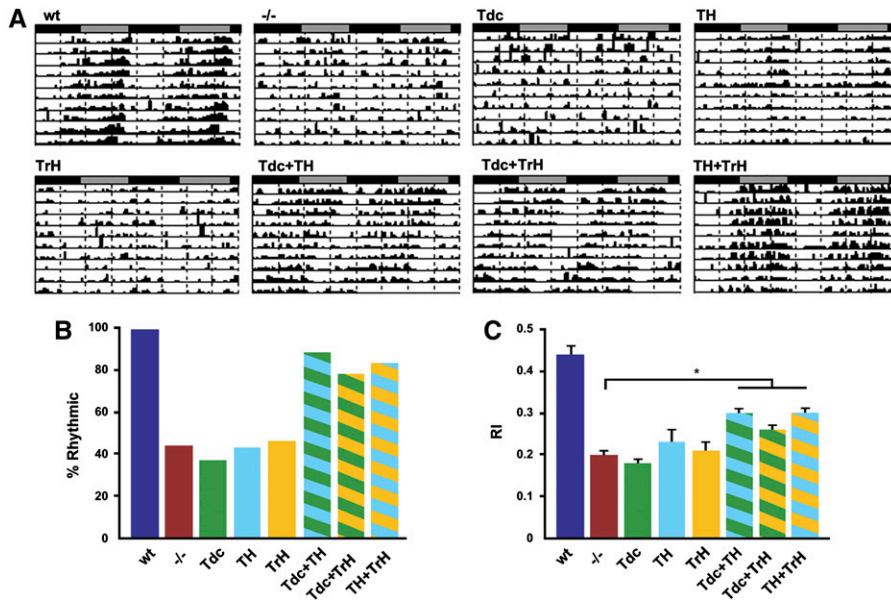 A
wt
-/-
Tdc
TH
TrH
Tdc+TH
Tdc+TrH
TH+TrH
B
% Rhythmic
100
80
60
40
20
0
wt
-/-
Tdc
TH
TrH
Tdc+TH
Tdc+TrH
TH+TrH
C
RI
0.5
0.4
0.3
0.2
0.1
0
*
wt
-/-
Tdc
TH
TrH
Tdc+TH
Tdc+TrH
TH+TrH